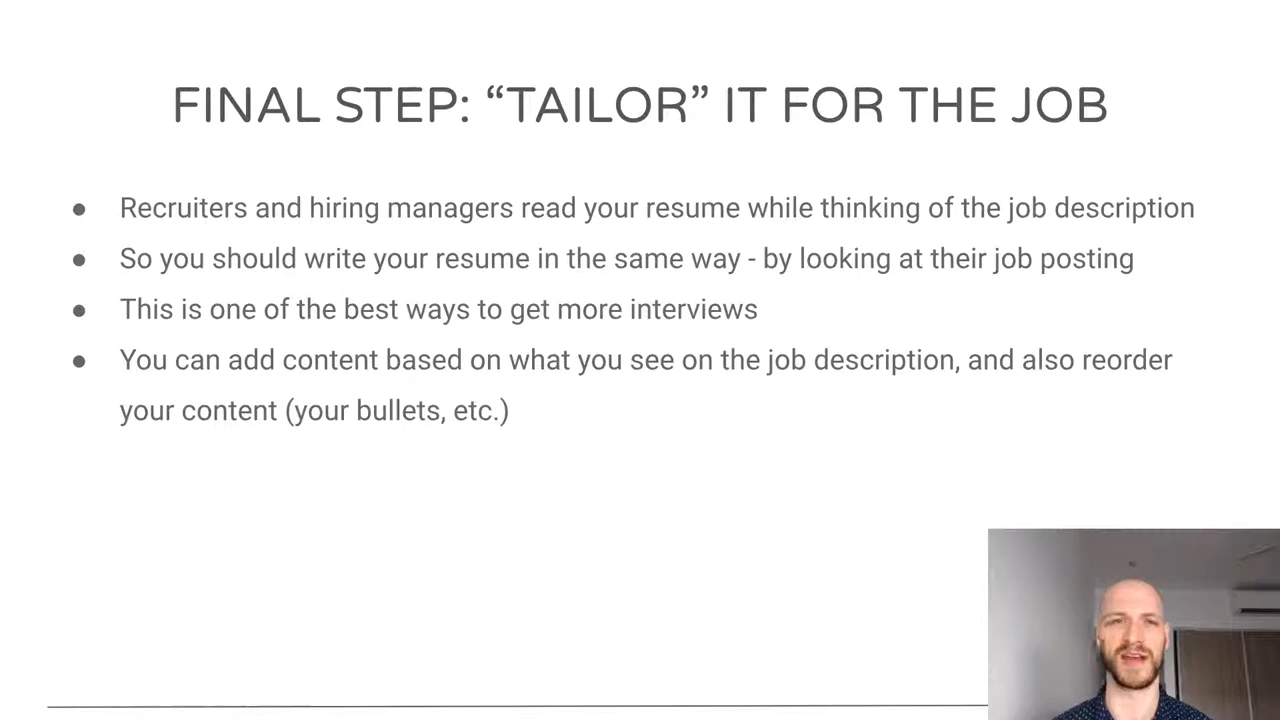 FINAL STEP: “TAILOR” IT FOR THE JOB
● Recruiters and hiring managers read your resume while thinking of the job description
● So you should write your resume in the same way - by looking at their job posting
● This is one of the best ways to get more interviews
● You can add content based on what you see on the job description, and also reorder
your content (your bullets, etc.)